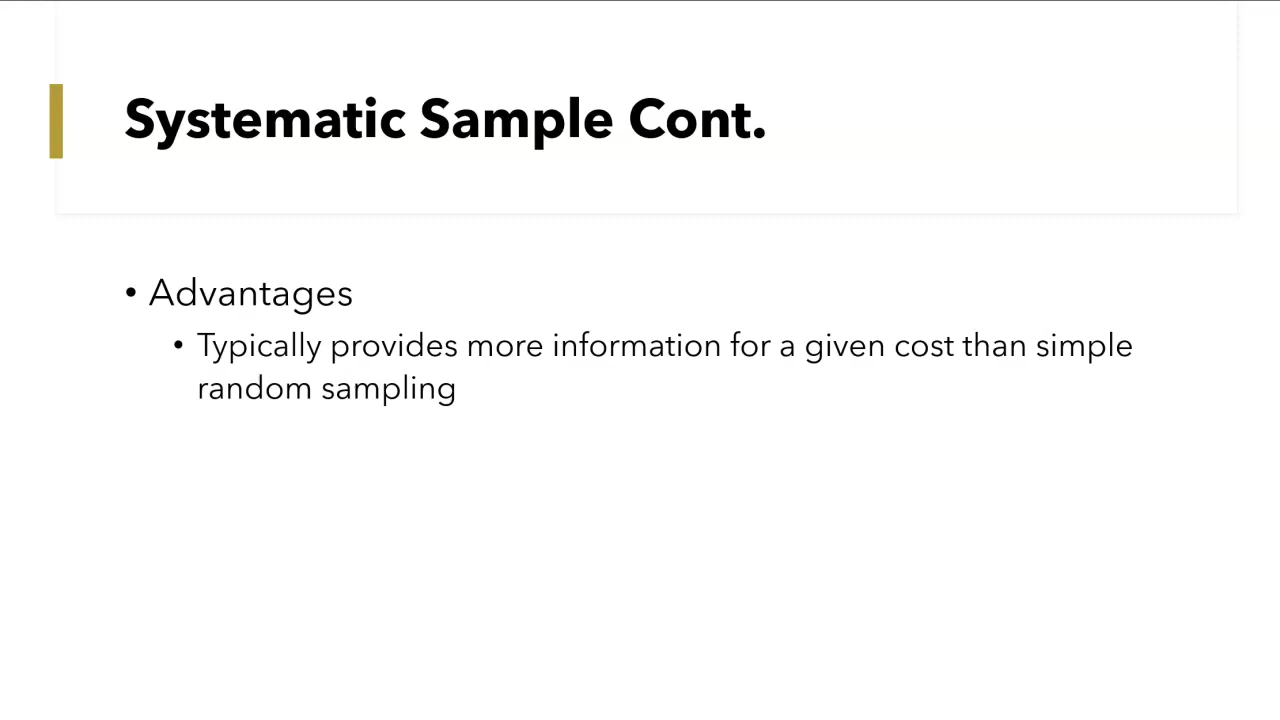 Systematic Sample Cont.
• Advantages
• Typically provides more information for a given cost than simple
random sampling